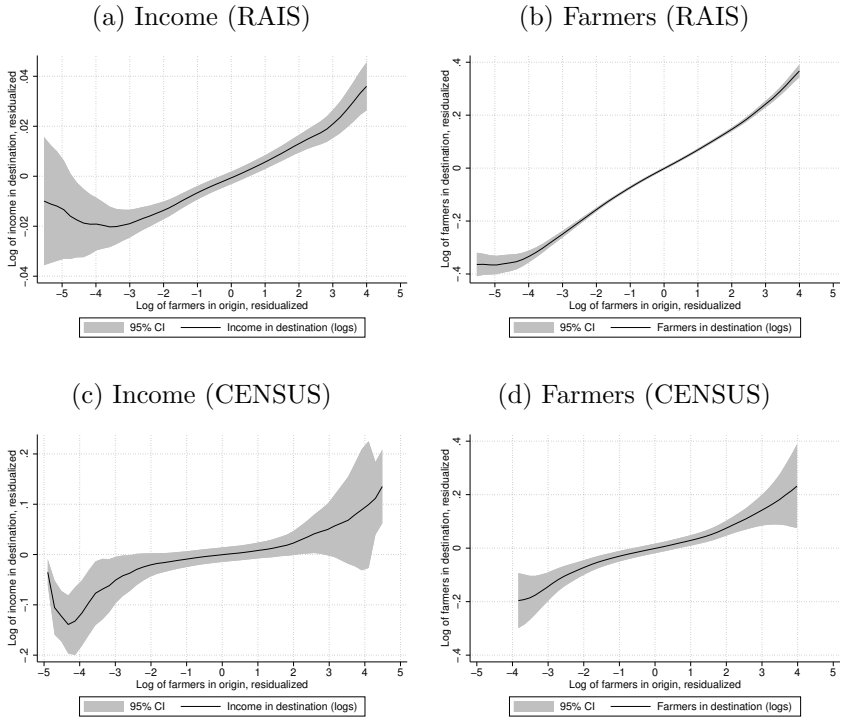 (a) Income (RAIS)
Log of income in destination, residualized
.04
.02
0
-.02
-.04
-5 -4 -3 -2 -1 0 1 2 3 4 5
Log of farmers in origin, residualized
95% CI Income in destination (logs)
(b) Farmers (RAIS)
Log of farmers in destination, residualized
.4
.2
0
-.2
-.4
-5 -4 -3 -2 -1 0 1 2 3 4 5
Log of farmers in origin, residualized
95% CI Farmers in destination (logs)
(c) Income (CENSUS)
Log of income in destination, residualized
.2
.1
0
-.1
-.2
-5 -4 -3 -2 -1 0 1 2 3 4 5
Log of farmers in origin, residualized
95% CI Income in destination (logs)
(d) Farmers (CENSUS)
Log of farmers in destination, residualized
.4
.2
0
-.2
-.4
-5 -4 -3 -2 -1 0 1 2 3 4 5
Log of farmers in origin, residualized
95% CI Farmers in destination (logs)